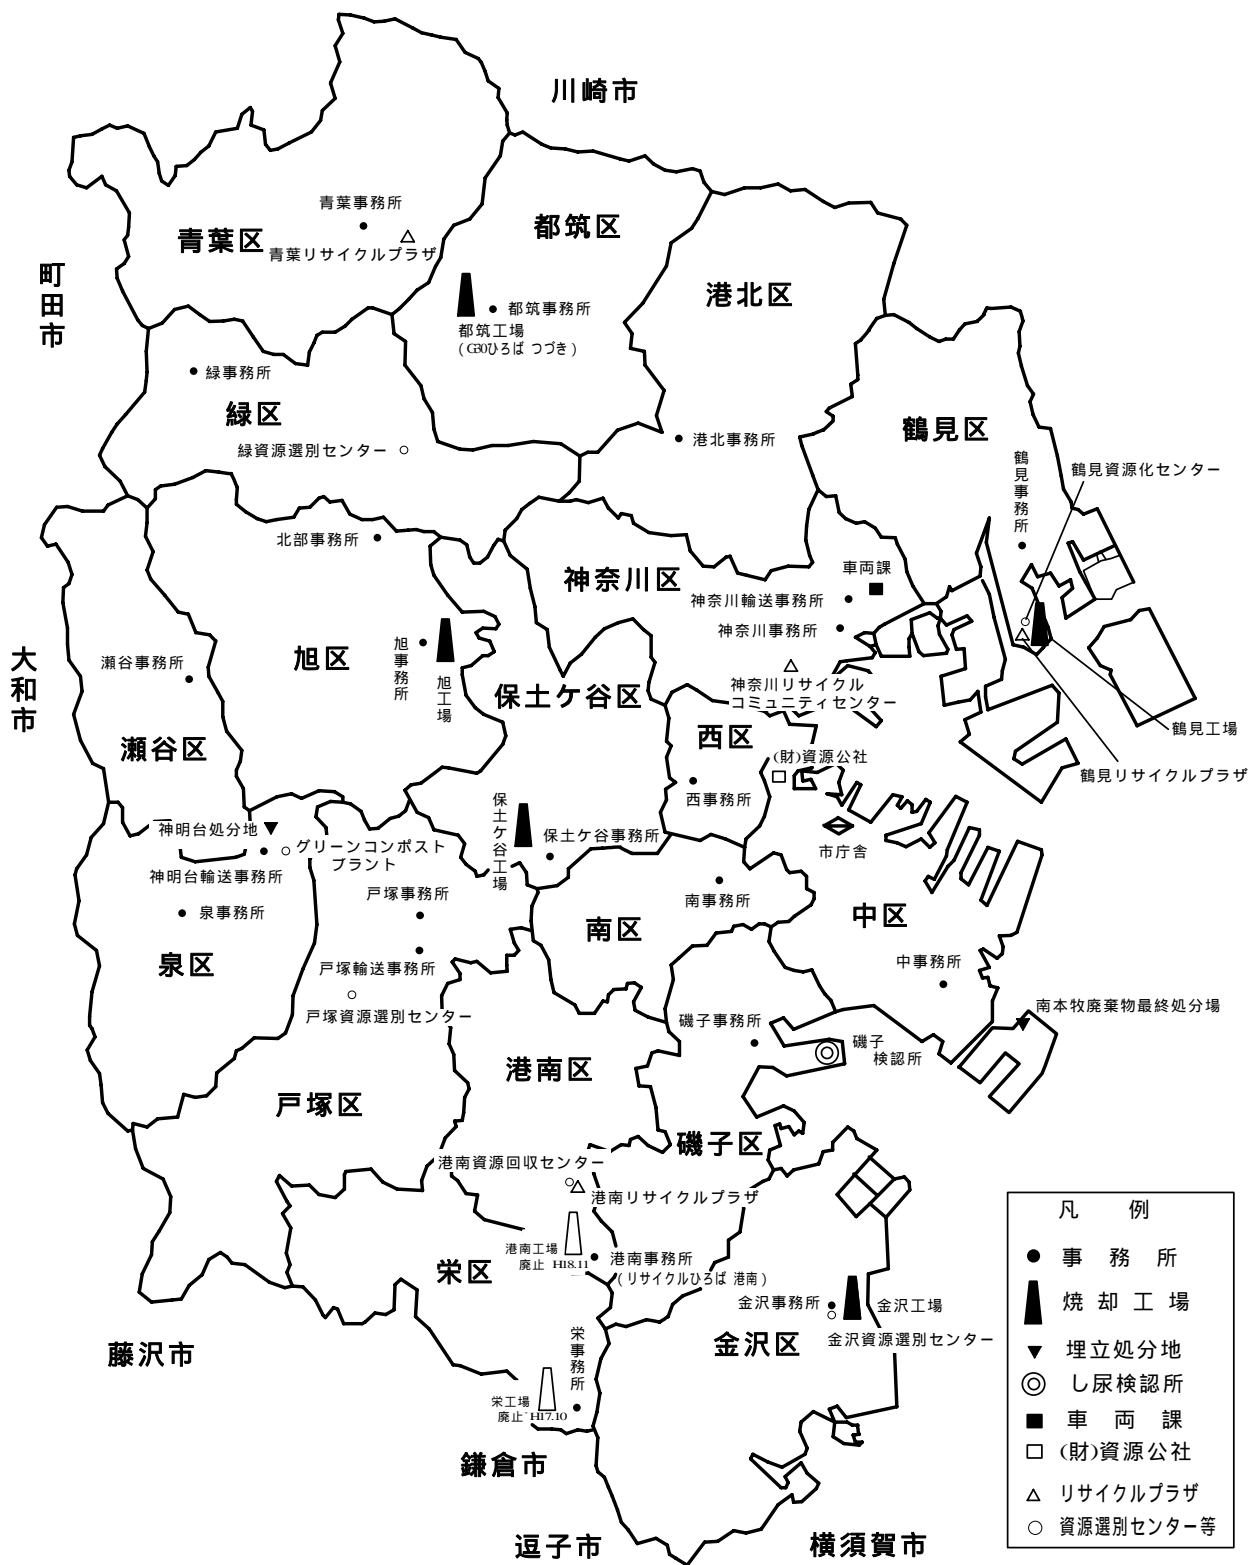 川崎市
町田市
大和市
藤沢市
鎌倉市
逗子市
横須賀市
青葉事務所
青葉区
青葉リサイクルプラザ
都筑区
都筑事務所
都筑工場
(G30ひろば つづき)
港北区
港北事務所
緑事務所
緑区
緑資源選別センター
鶴見区
鶴見事務所
鶴見資源化センター
鶴見工場
鶴見リサイクルプラザ
北部事務所
旭区
旭事務所
旭工場
神奈川区
車両課
神奈川輸送事務所
神奈川事務所
神奈川リサイクル
コミュニティセンター
瀬谷事務所
瀬谷区
保土ケ谷区
保土ケ谷工場
保土ケ谷事務所
西区
(財)資源公社
西事務所
市庁舎
神明台処分地
グリーンコンポスト
プラント
神明台輸送事務所
泉事務所
泉区
戸塚事務所
戸塚輸送事務所
戸塚資源選別センター
戸塚区
南事務所
南区
中区
中事務所
南本牧廃棄物最終処分場
磯子事務所
磯子
検認所
磯子区
港南区
港南資源回収センター
港南リサイクルプラザ
港南工場
廃止 H18.11
港南事務所
(リサイクルひろば 港南)
栄区
栄事務所
栄工場
廃止 H17.10
金沢事務所
金沢工場
金沢資源選別センター
金沢区
凡 例
事 務 所
焼 却 工 場
埋立処分地
し尿検認所
車 両 課
(財)資源公社
リサイクルプラザ
資源選別センター等